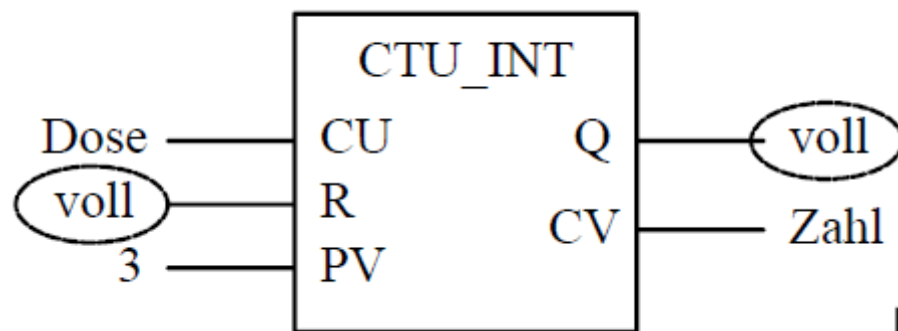 CTU_INT
Dose CU Q voll
voll R
CV Zahl
3 PV